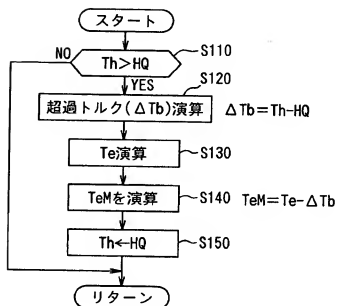 スタート
Th>HQ
S110
NO
YES
S120
超過トルク(ΔTb)演算
ΔTb=Th-HQ
Te演算
S130
TeMを演算
S140
TeM=Te-ΔTb
Th←HQ
S150
リターン